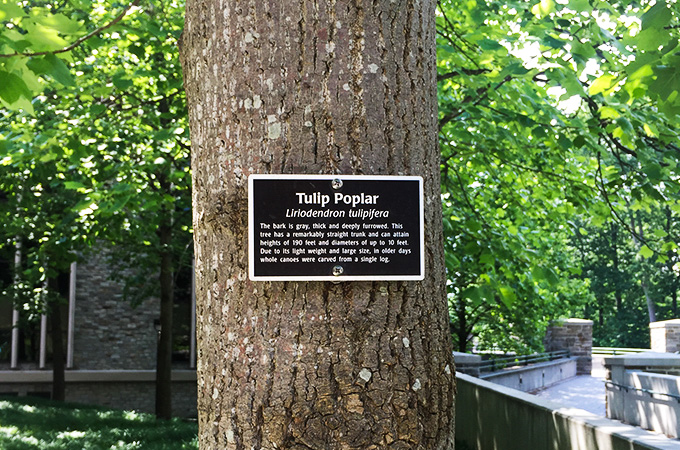 Tulip Poplar
Liriodendron tulipifera
The bark is gray, thick and deeply furrowed. This
tree has a remarkably straight trunk and can attain
heights of 190 feet and diameters of up to 10 feet.
Due to its light weight and large size, in older days
whole canoes were carved from a single log.